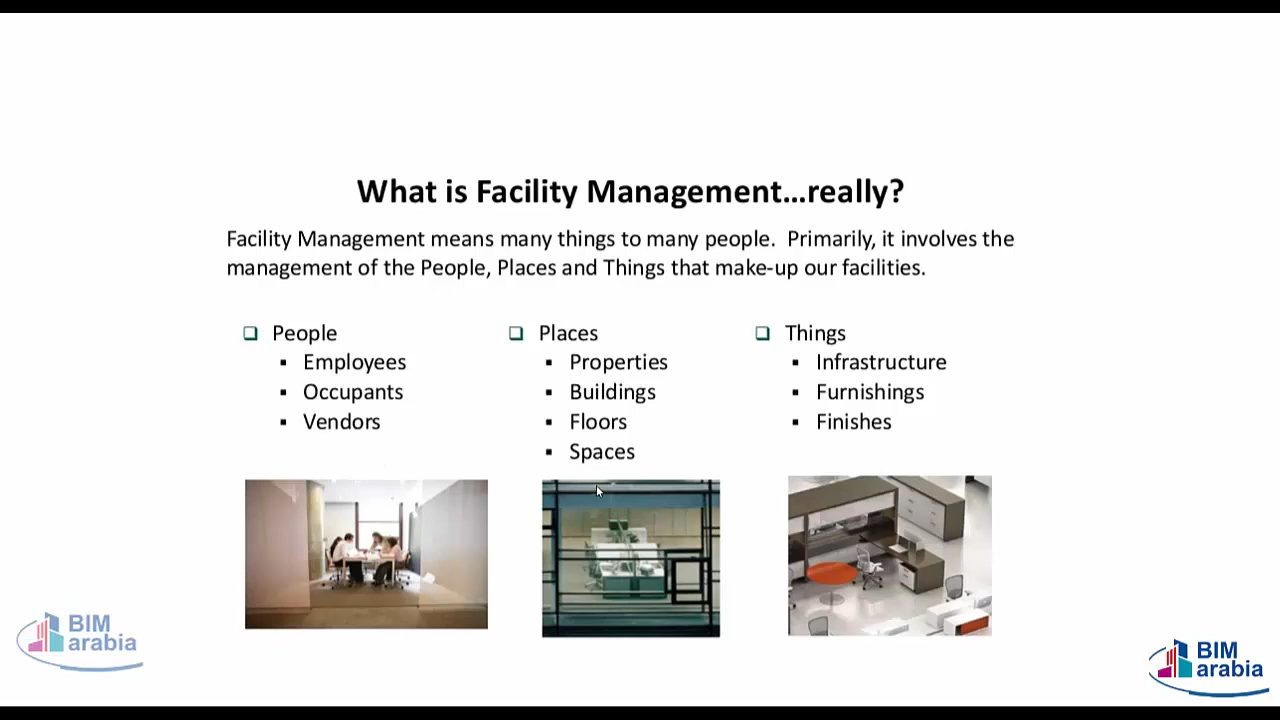 What is Facility Management...really?
Facility Management means many things to many people. Primarily, it involves the
management of the People, Places and Things that make-up our facilities.
❑ People
▪ Employees
▪ Occupants
▪ Vendors
❑ Places
▪ Properties
▪ Buildings
▪ Floors
▪ Spaces
❑ Things
▪ Infrastructure
▪ Furnishings
▪ Finishes
BIM
arabia
BIM
arabia